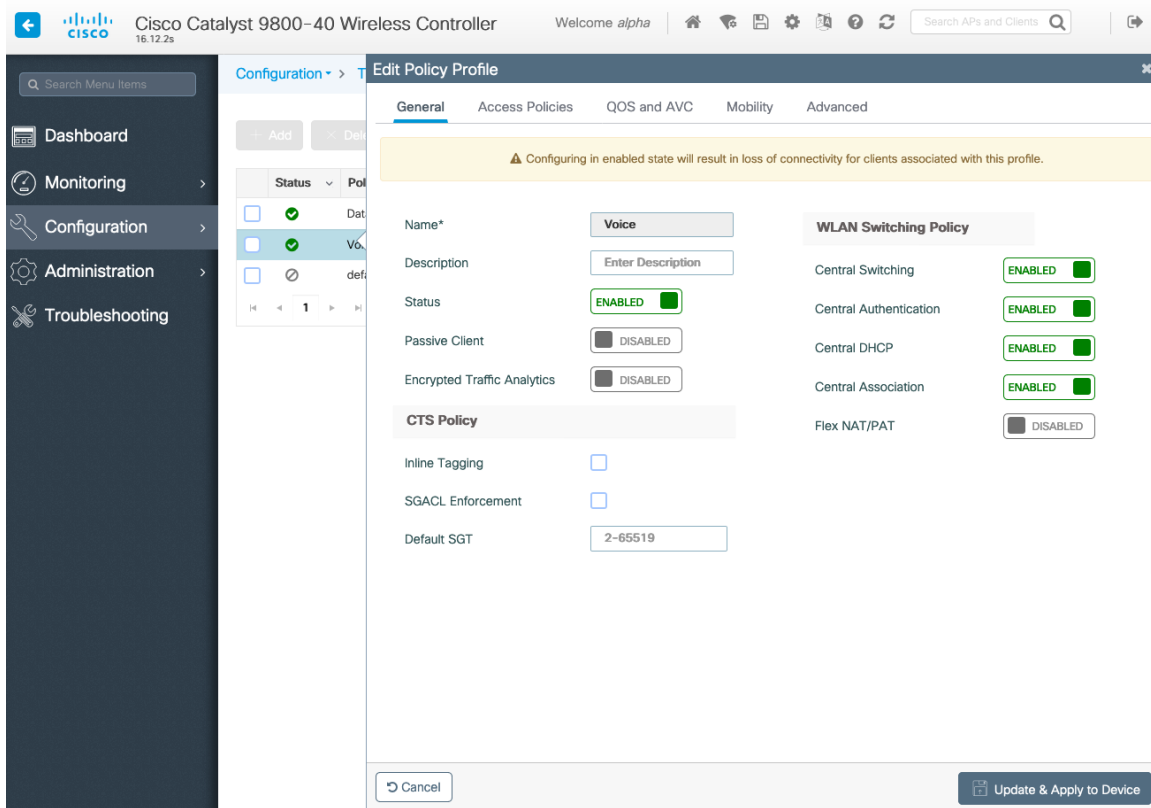 CISCO
Cisco Catalyst 9800-40 Wireless Controller
16.12.2s
Welcome alpha
Search APs and Clients
Search Menu Items
Dashboard
Monitoring
Configuration
Administration
Troubleshooting
Configuration > T
Add Dele
Status Pol
Dat
Vo
defa
1
Edit Policy Profile
General Access Policies QOS and AVC Mobility Advanced
Configuring in enabled state will result in loss of connectivity for clients associated with this profile.
Name* Voice
Description Enter Description
Status ENABLED
Passive Client DISABLED
Encrypted Traffic Analytics DISABLED
CTS Policy
Inline Tagging
SGACL Enforcement
Default SGT 2-65519
WLAN Switching Policy
Central Switching ENABLED
Central Authentication ENABLED
Central DHCP ENABLED
Central Association ENABLED
Flex NAT/PAT DISABLED
Cancel
Update & Apply to Device